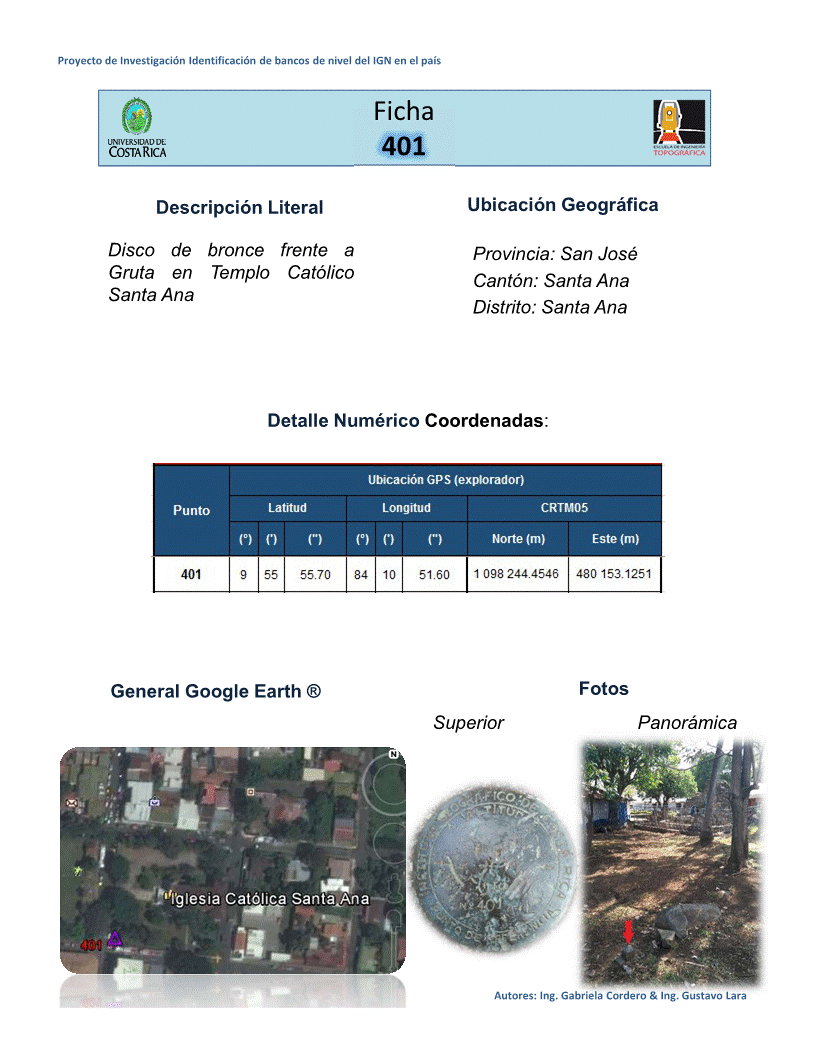 Proyecto de Investigación Identificación de bancos de nivel del IGN en el país
UNIVERSIDAD DE
COSTA RICA
Ficha
401
ESCUELA DE INGENIERÍA
TOPOGRÁFICA
Descripción Literal
Disco de bronce frente a
Gruta en Templo Católico
Santa Ana
Ubicación Geográfica
Provincia: San José
Cantón: Santa Ana
Distrito: Santa Ana
Detalle Numérico Coordenadas:
Punto
Ubicación GPS (explorador)
Latitud Longitud CRTM05
(°) (') (") (°) (') (") Norte (m) Este (m)
401 9 55 55.70 84 10 51.60 1 098 244.4546 480 153.1251
General Google Earth ®
Fotos
Superior Panorámica
N
Iglesia Católica Santa Ana
401
Nº 401
Autores: Ing. Gabriela Cordero & Ing. Gustavo Lara